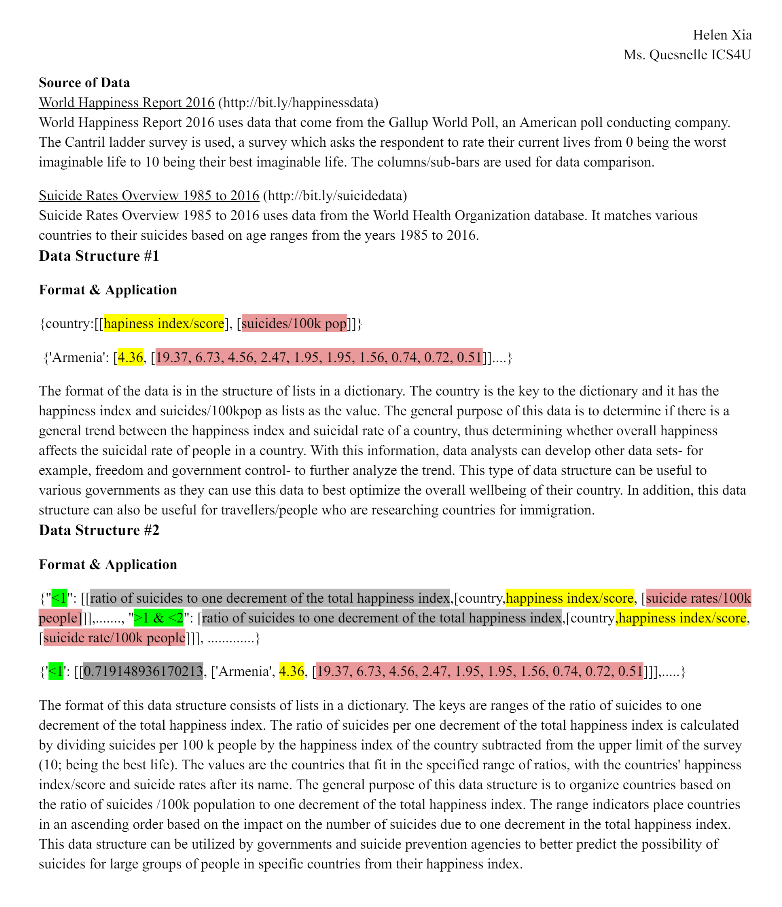 Helen Xia
Ms. Quesnelle ICS4U
Source of Data
World Happiness Report 2016 (http://bit.ly/happinessdata)
World Happiness Report 2016 uses data that come from the Gallup World Poll, an American poll conducting company.
The Cantril ladder survey is used, a survey which asks the respondent to rate their current lives from 0 being the worst
imaginable life to 10 being their best imaginable life. The columns/sub-bars are used for data comparison.
Suicide Rates Overview 1985 to 2016 (http://bit.ly/suicidedata)
Suicide Rates Overview 1985 to 2016 uses data from the World Health Organization database. It matches various
countries to their suicides based on age ranges from the years 1985 to 2016.
Data Structure #1
Format & Application
{country:[[hapiness index/score], [suicides/100k pop]]}
{'Armenia': [4.36, [19.37, 6.73, 4.56, 2.47, 1.95, 1.95, 1.56, 0.74, 0.72, 0.51]]....}
The format of the data is in the structure of lists in a dictionary. The country is the key to the dictionary and it has the
happiness index and suicides/100kpop as lists as the value. The general purpose of this data is to determine if there is a
general trend between the happiness index and suicidal rate of a country, thus determining whether overall happiness
affects the suicidal rate of people in a country. With this information, data analysts can develop other data sets- for
example, freedom and government control- to further analyze the trend. This type of data structure can be useful to
various governments as they can use this data to best optimize the overall wellbeing of their country. In addition, this data
structure can also be useful for travellers/people who are researching countries for immigration.
Data Structure #2
Format & Application
{"<1": [[ratio of suicides to one decrement of the total happiness index,[country,happiness index/score, [suicide rates/100k
people]]],......., ">1 & <2": [ratio of suicides to one decrement of the total happiness index,[country,happiness index/score,
[suicide rate/100k people]]], .............}
{'<1': [[0.719148936170213, ['Armenia', 4.36, [19.37, 6.73, 4.56, 2.47, 1.95, 1.95, 1.56, 0.74, 0.72, 0.51]]],.....}
The format of this data structure consists of lists in a dictionary. The keys are ranges of the ratio of suicides to one
decrement of the total happiness index. The ratio of suicides per one decrement of the total happiness index is calculated
by dividing suicides per 100 k people by the happiness index of the country subtracted from the upper limit of the survey
(10; being the best life). The values are the countries that fit in the specified range of ratios, with the countries' happiness
index/score and suicide rates after its name. The general purpose of this data structure is to organize countries based on
the ratio of suicides /100k population to one decrement of the total happiness index. The range indicators place countries
in an ascending order based on the impact on the number of suicides due to one decrement in the total happiness index.
This data structure can be utilized by governments and suicide prevention agencies to better predict the possibility of
suicides for large groups of people in specific countries from their happiness index.